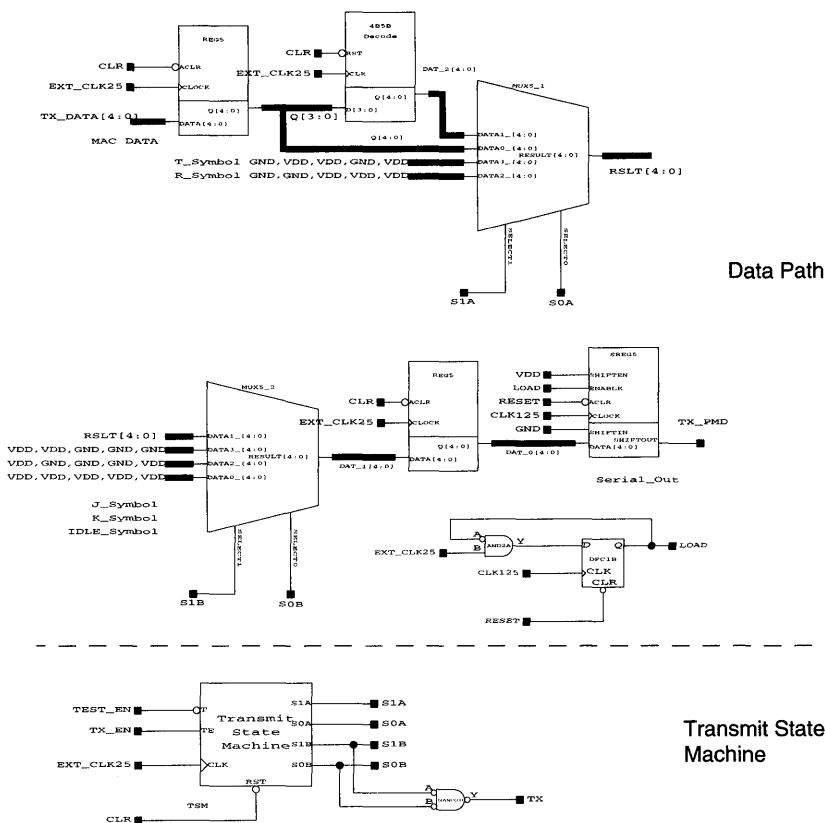 REG5
4B5B
Decode
CLR
ACLR
EXT_CLK25
CLOCK
TX_DATA[4:0]
DATA[4:0]
Q[4:0]
MAC DATA
CLR
RST
EXT_CLK25
CLK
Q[4:0]
D[3:0]
Q[3:0]
DAT_2[4:0]
MUX5_1
Q[4:0]
DATA1_[4:0]
DATA0_[4:0]
RESULT[4:0]
DATA3_[4:0]
DATA2_[4:0]
T_Symbol GND,VDD,VDD,GND,VDD
R_Symbol GND,VDD,VDD,VDD,VDD
RSLT[4:0]
SELECT1
SELECT0
S1A
S0A
Data Path
MUX5_2
RSLT[4:0]
DATA1_[4:0]
VDD,VDD,GND,GND,GND
DATA3_[4:0]
RESULT[4:0]
VDD,GND,GND,GND,VDD
DATA2_[4:0]
VDD,VDD,VDD,VDD,VDD
DATA0_[4:0]
J_Symbol
K_Symbol
IDLE_Symbol
SELECT1
SELECT0
S1B
S0B
DAT_1[4:0]
REG5
CLR
ACLR
EXT_CLK25
CLOCK
Q[4:0]
DATA[4:0]
DAT_0[4:0]
SREG5
VDD
SHIFTEN
LOAD
ENABLE
RESET
ACLR
CLK125
CLOCK
GND
SHIFTIN
SHIFTOUT
DATA[4:0]
TX_PMD
Serial_Out
A
B
AND2A
Y
EXT_CLK25
D
Q
DFC1B
CLK
CLR
CLK125
RESET
LOAD
TEST_EN
T
TX_EN
TE
EXT_CLK25
CLK
Transmit
State
Machine
S1A
S0A
S1B
S0B
RST
TSM
CLR
S1A
S0A
S1B
S0B
A
B
Y
TX
Transmit State
Machine